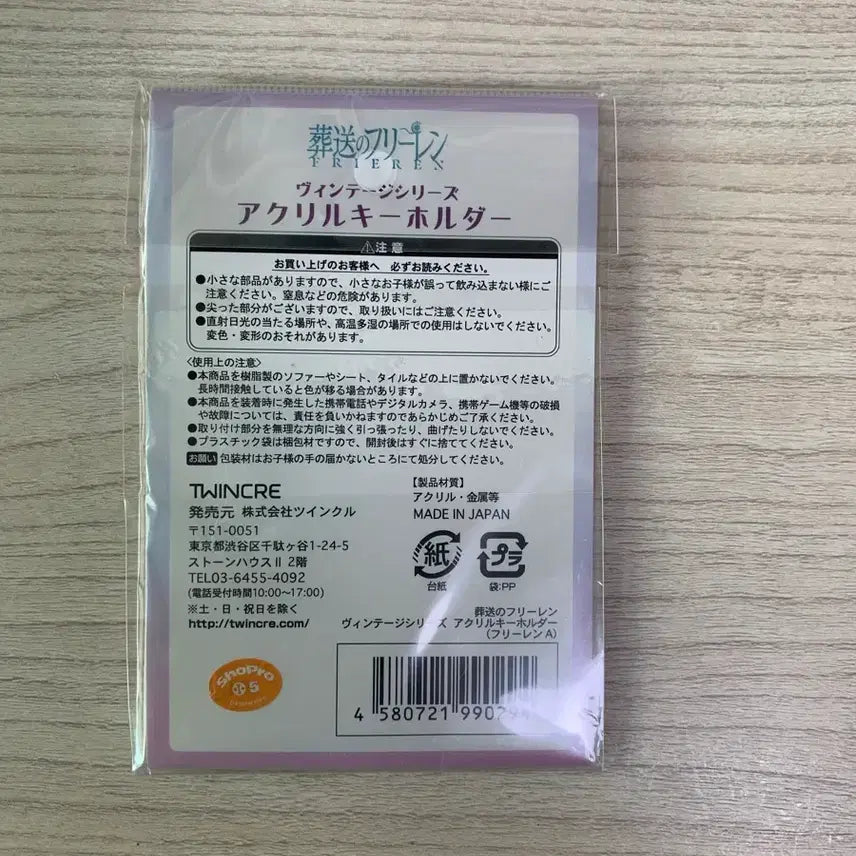 葬送のフリーレン
FRIEREN
ヴィンテージシリーズ
アクリルキーホルダー
⚠注意
お買い上げのお客様へ 必ずお読みください。
●小さな部品がありますので、小さなお子様が誤って飲み込まない様にご
注意ください。窒息などの危険があります。
●尖った部分がございますので、取り扱いにはご注意ください。
●直射日光の当たる場所や、高温多湿の場所での使用はしないでください。
変色・変形のおそれがあります。
〈使用上の注意〉
●本商品を樹脂製のソファーやシート、タイルなどの上に置かないでください。
長時間接触していると色が移る場合があります。
●本商品を装着時に発生した携帯電話やデジタルカメラ、携帯ゲーム機等の破損
や故障については、責任を負いかねますのであらかじめご了承ください。
●取り付け部分を無理な方向に強く引っ張ったり、曲げたりしないでください。
●プラスチック袋は梱包材ですので、開封後はすぐに捨ててください。
お願い 包装材はお子様の手の届かないところにて処分してください。
TWINCRE
発売元 株式会社ツインクル
〒151-0051
東京都渋谷区千駄ヶ谷1-24-5
ストーンハウスⅡ 2階
TEL03-6455-4092
(電話受付時間10:00〜17:00)
※土・日・祝日を除く
http://twincre.com/
【製品材質】
アクリル・金属等
MADE IN JAPAN
紙
台紙
プラ
袋:PP
葬送のフリーレン
ヴィンテージシリーズ アクリルキーホルダー
(フリーレン A)
ShoPro
小 5
4 580721 990